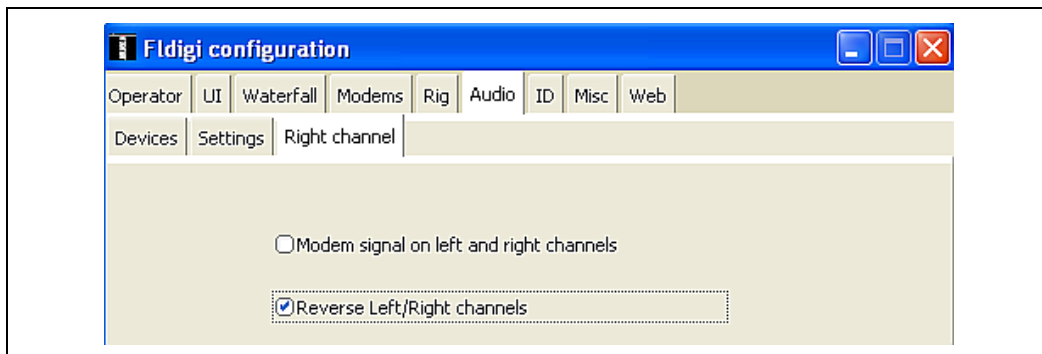 Fldigi configuration
Operator UI Waterfall Modems Rig Audio ID Misc Web
Devices Settings Right channel
Modem signal on left and right channels
Reverse Left/Right channels